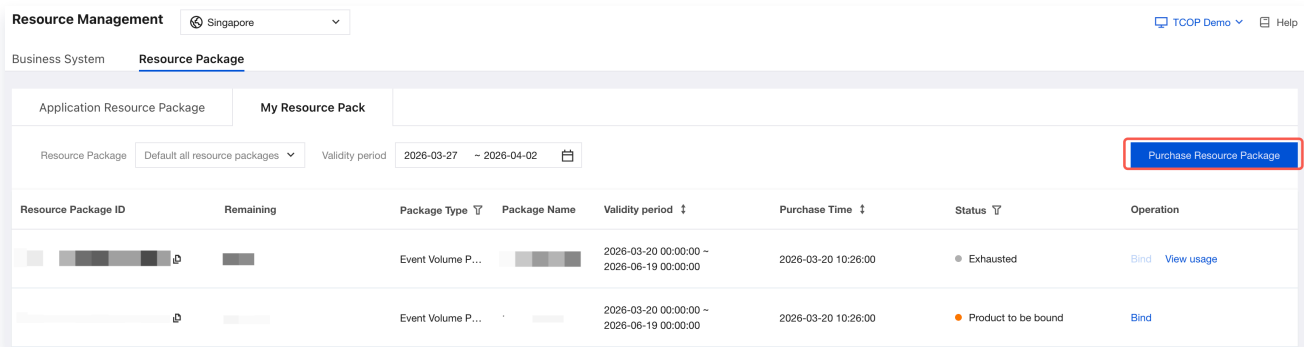 Resource Management Singapore TCOP Demo Help
Business System Resource Package
Application Resource Package My Resource Pack
Resource Package Default all resource packages Validity period 2026-03-27 ~ 2026-04-02 Purchase Resource Package
Resource Package ID Remaining Package Type Package Name Validity period Purchase Time Status Operation
2026-03-20 00:00:00 ~
Event Volume P... 2026-03-20 10:26:00 Exhausted Bind View usage
2026-06-19 00:00:00
2026-03-20 00:00:00 ~
Event Volume P... 2026-03-20 10:26:00 Product to be bound Bind
2026-06-19 00:00:00